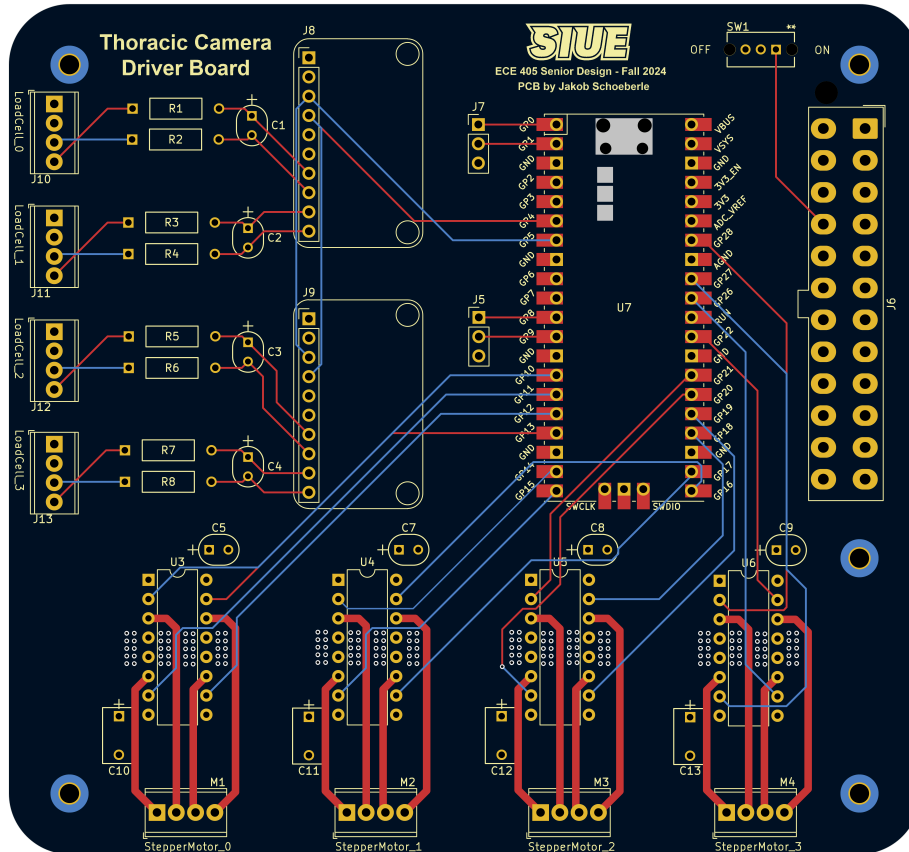 Thoracic Camera
Driver Board
J8
SIUE
ECE 405 Senior Design - Fall 2024
PCB by Jakob Schoeberle
SW1
**
OFF
ON
LoadCell_0
J10
R1
R2
+
C1
LoadCell_1
J11
R3
R4
+
C2
LoadCell_2
J12
R5
R6
+
C3
LoadCell_3
J13
R7
R8
+
C4
J9
J7
J5
GP0
GP1
GND
GP2
GP3
GP4
GP5
GND
GP6
GP7
GP8
GP9
GND
GP10
GP11
GP12
GP13
GND
GP14
GP15
U7
VBUS
VSYS
GND
3V3_EN
3V3
ADC_VREF
GP28
AGND
GP27
GP26
RUN
GP22
GND
GP21
GP20
GP19
GP18
GND
GP17
GP16
SWCLK
SWDIO
J6
C5
+
U3
C7
+
U4
C8
+
U5
C9
+
U6
+
C10
+
C11
+
C12
+
C13
M1
M2
M3
M4
StepperMotor_0
StepperMotor_1
StepperMotor_2
StepperMotor_3